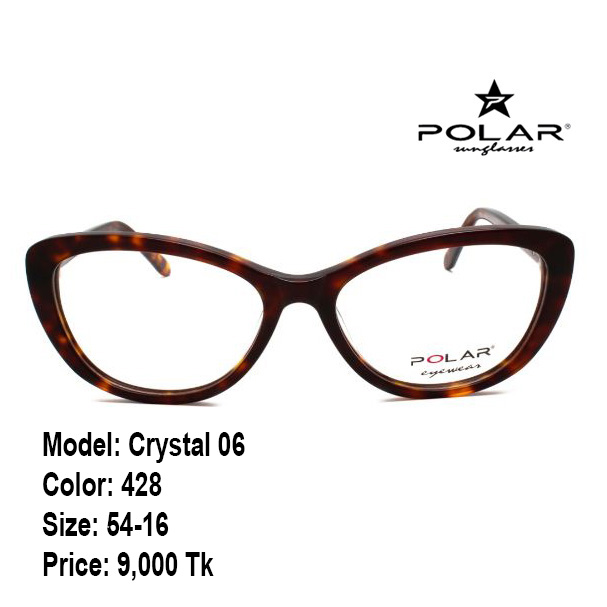 POLAR®
sunglasses
POLAR®
eyewear
Model: Crystal 06
Color: 428
Size: 54-16
Price: 9,000 Tk